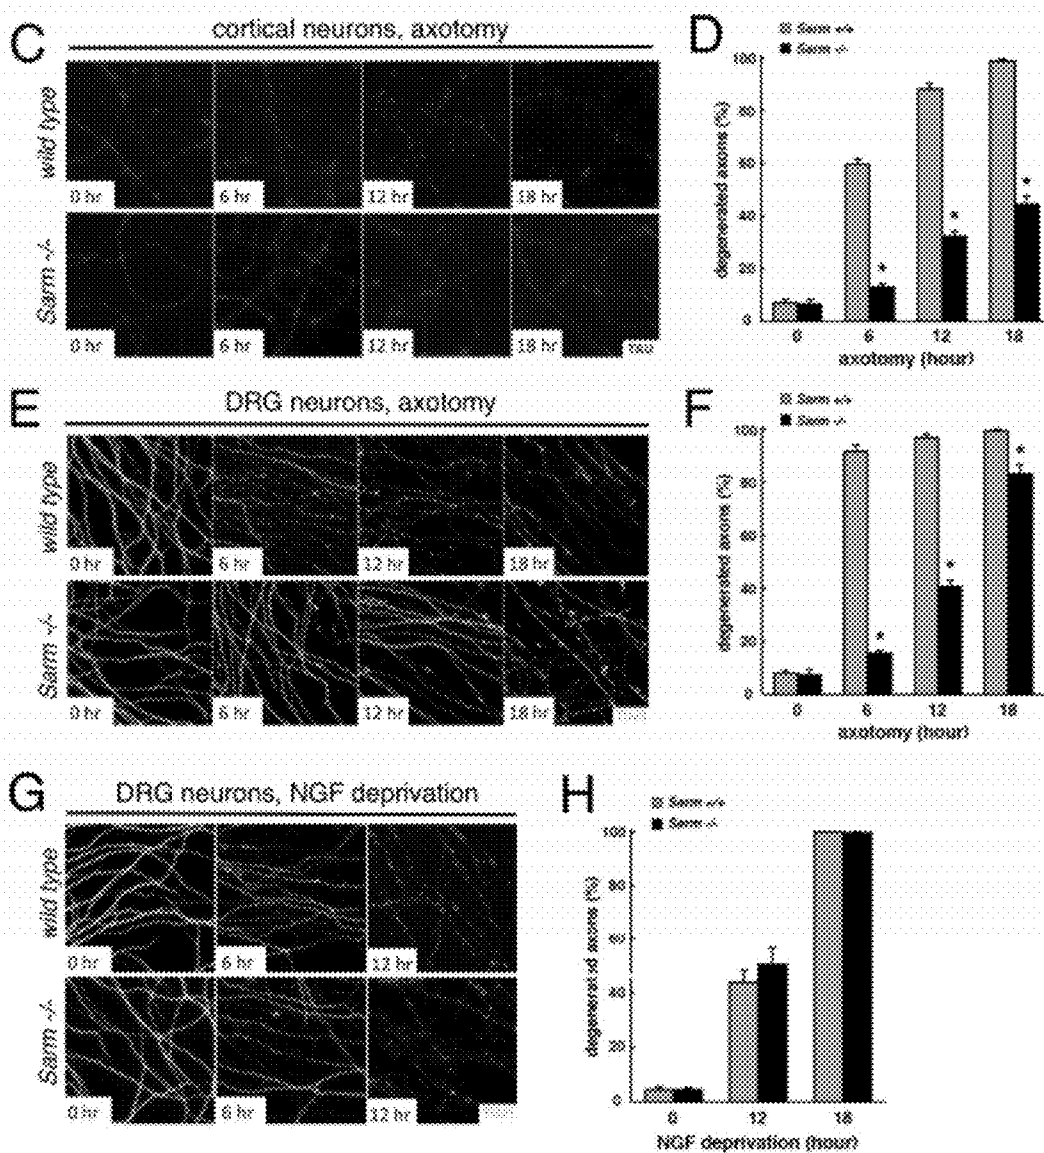 C
cortical neurons, axotomy
wild type
0 hr
6 hr
12 hr
18 hr
Sarm -/-
0 hr
6 hr
12 hr
18 hr
tau
D
Sarm +/+
Sarm -/-
degenerated axons (%)
100
80
60
40
20
0
0 6 12 18
axotomy (hour)
E
DRG neurons, axotomy
wild type
0 hr
6 hr
12 hr
18 hr
Sarm -/-
0 hr
6 hr
12 hr
18 hr
F
Sarm +/+
Sarm -/-
degenerated axons (%)
100
80
60
40
20
0
0 6 12 18
axotomy (hour)
G
DRG neurons, NGF deprivation
wild type
0 hr
6 hr
12 hr
Sarm -/-
0 hr
6 hr
12 hr
H
Sarm +/+
Sarm -/-
degenerated axons (%)
100
80
60
40
20
0
0 12 18
NGF deprivation (hour)